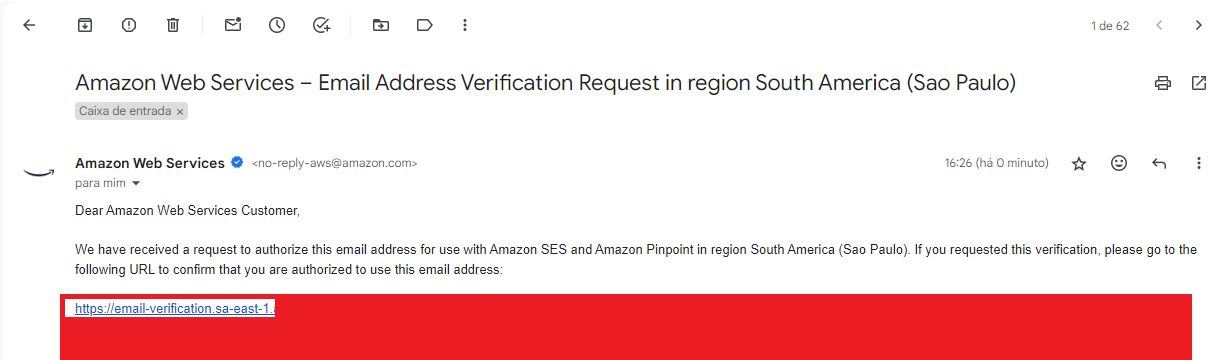 1 de 62
Amazon Web Services – Email Address Verification Request in region South America (Sao Paulo)
Caixa de entrada ×
Amazon Web Services <no-reply-aws@amazon.com> 16:26 (há 0 minuto)
para mim
Dear Amazon Web Services Customer,
We have received a request to authorize this email address for use with Amazon SES and Amazon Pinpoint in region South America (Sao Paulo). If you requested this verification, please go to the
following URL to confirm that you are authorized to use this email address:
https://email-verification.sa-east-1.